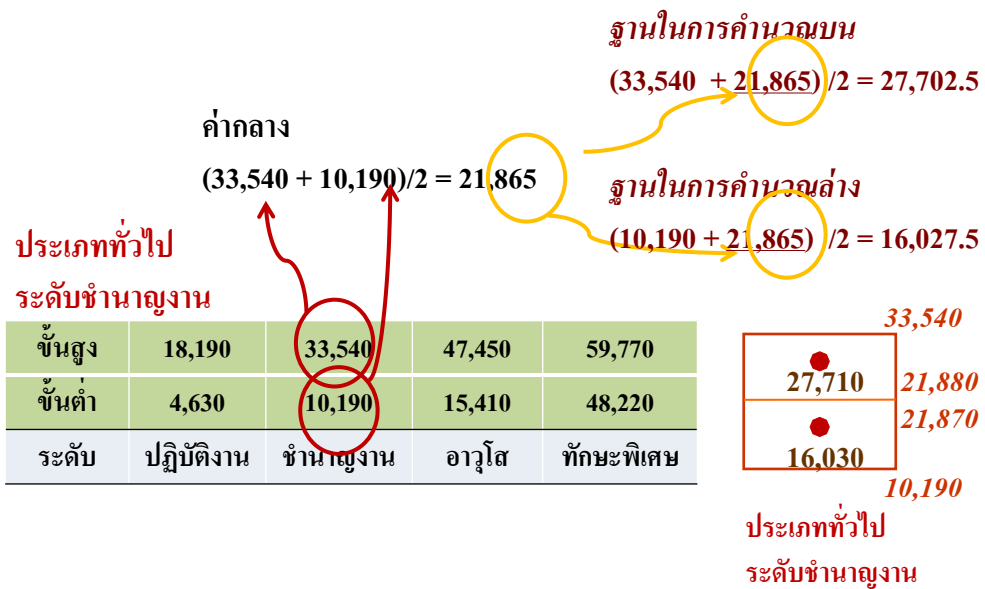 ฐานในการคำนวณบน
(33,540 + 21,865) /2 = 27,702.5
ค่ากลาง
(33,540 + 10,190)/2 = 21,865
ฐานในการคำนวณล่าง
(10,190 + 21,865) /2 = 16,027.5
ประเภททั่วไป
ระดับชำนาญงาน
ขั้นสูง 18,190 33,540 47,450 59,770
ขั้นต่ำ 4,630 10,190 15,410 48,220
ระดับ ปฏิบัติงาน ชำนาญงาน อาวุโส ทักษะพิเศษ
33,540
27,710 21,880
21,870
16,030
10,190
ประเภททั่วไป
ระดับชำนาญงาน